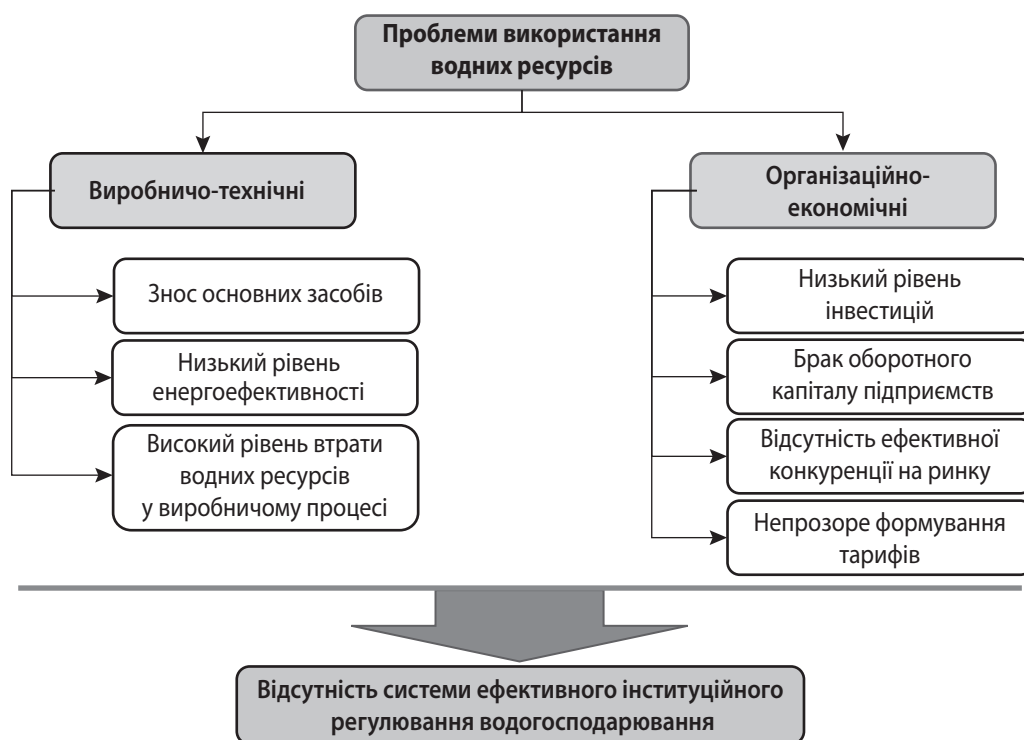 Проблеми використання
водних ресурсів
Виробничо-технічні
Знос основних засобів
Низький рівень
енергоефективності
Високий рівень втрати
водних ресурсів
у виробничому процесі
Організаційно-
економічні
Низький рівень
інвестицій
Брак оборотного
капіталу підприємств
Відсутність ефективної
конкуренції на ринку
Непрозоре формування
тарифів
Відсутність системи ефективного інституційного
регулювання водогосподарювання